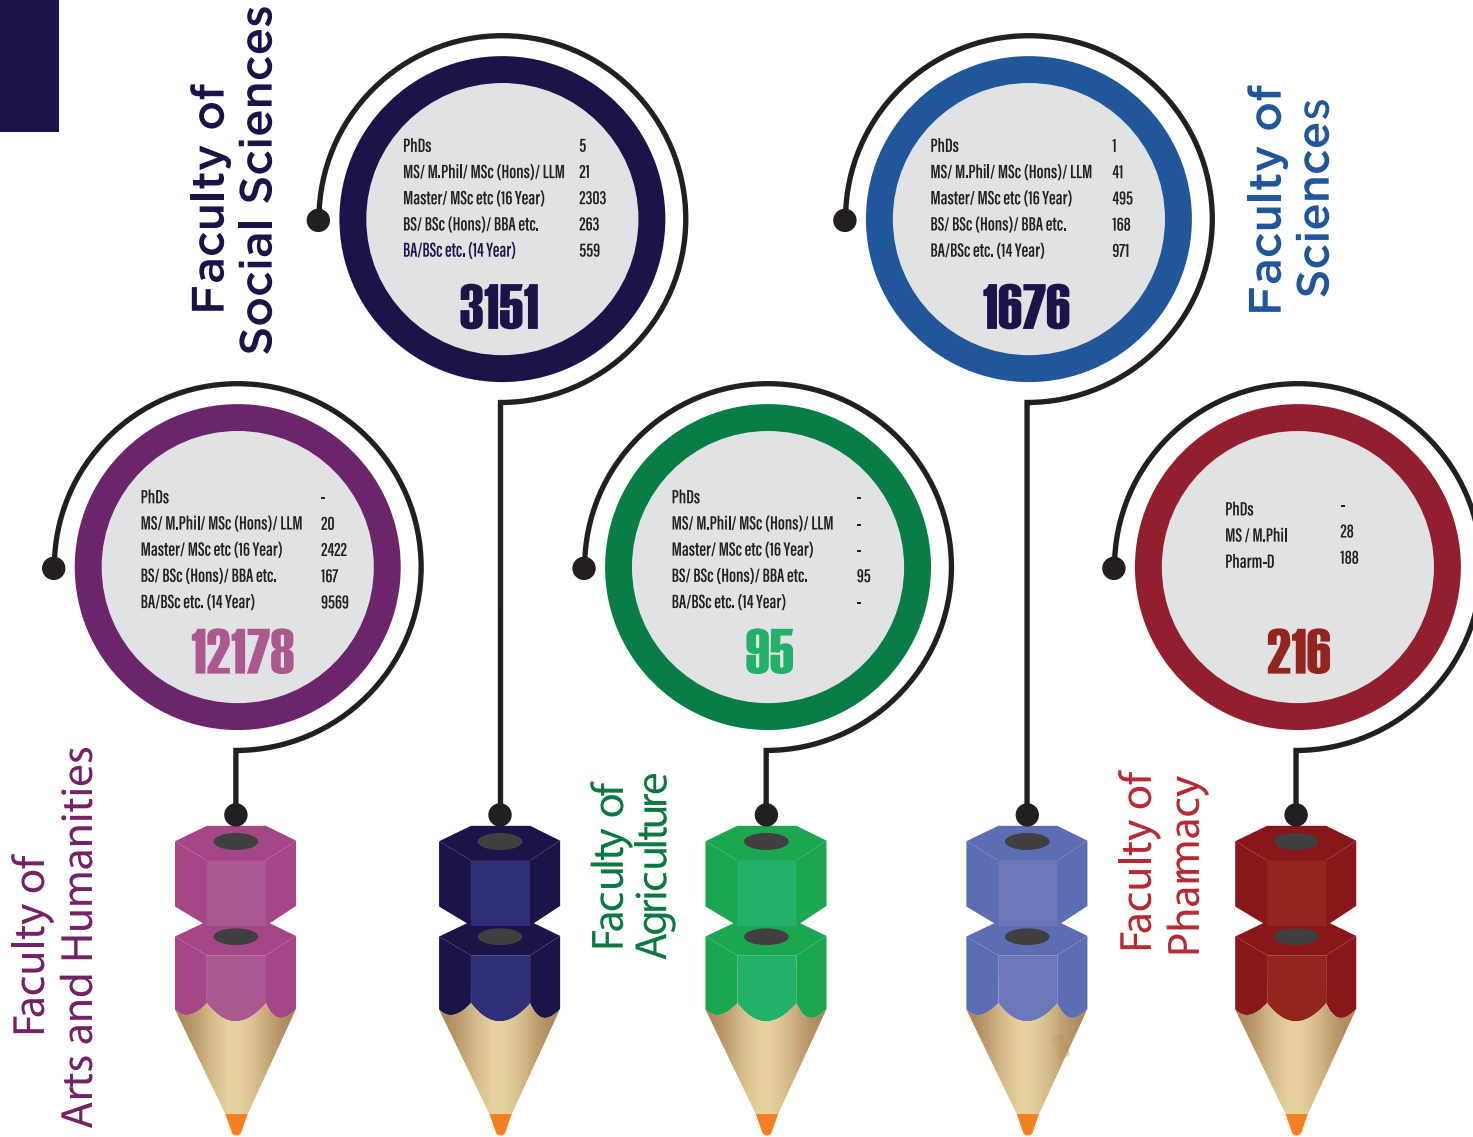 Faculty of
Social Sciences
PhDs 5
MS/ M.Phil/ MSc (Hons)/ LLM 21
Master/ MSc etc (16 Year) 2303
BS/ BSc (Hons)/ BBA etc. 263
BA/BSc etc. (14 Year) 559
3151
PhDs 1
MS/ M.Phil/ MSc (Hons)/ LLM 41
Master/ MSc etc (16 Year) 495
BS/ BSc (Hons)/ BBA etc. 168
BA/BSc etc. (14 Year) 971
1676
Faculty of
Sciences
PhDs -
MS/ M.Phil/ MSc (Hons)/ LLM 20
Master/ MSc etc (16 Year) 2422
BS/ BSc (Hons)/ BBA etc. 167
BA/BSc etc. (14 Year) 9569
12178
Faculty of
Arts and Humanities
PhDs -
MS/ M.Phil/ MSc (Hons)/ LLM -
Master/ MSc etc (16 Year) -
BS/ BSc (Hons)/ BBA etc. 95
BA/BSc etc. (14 Year) -
95
Faculty of
Agriculture
PhDs -
MS / M.Phil 28
Pharm-D 188
216
Faculty of
Phamacy